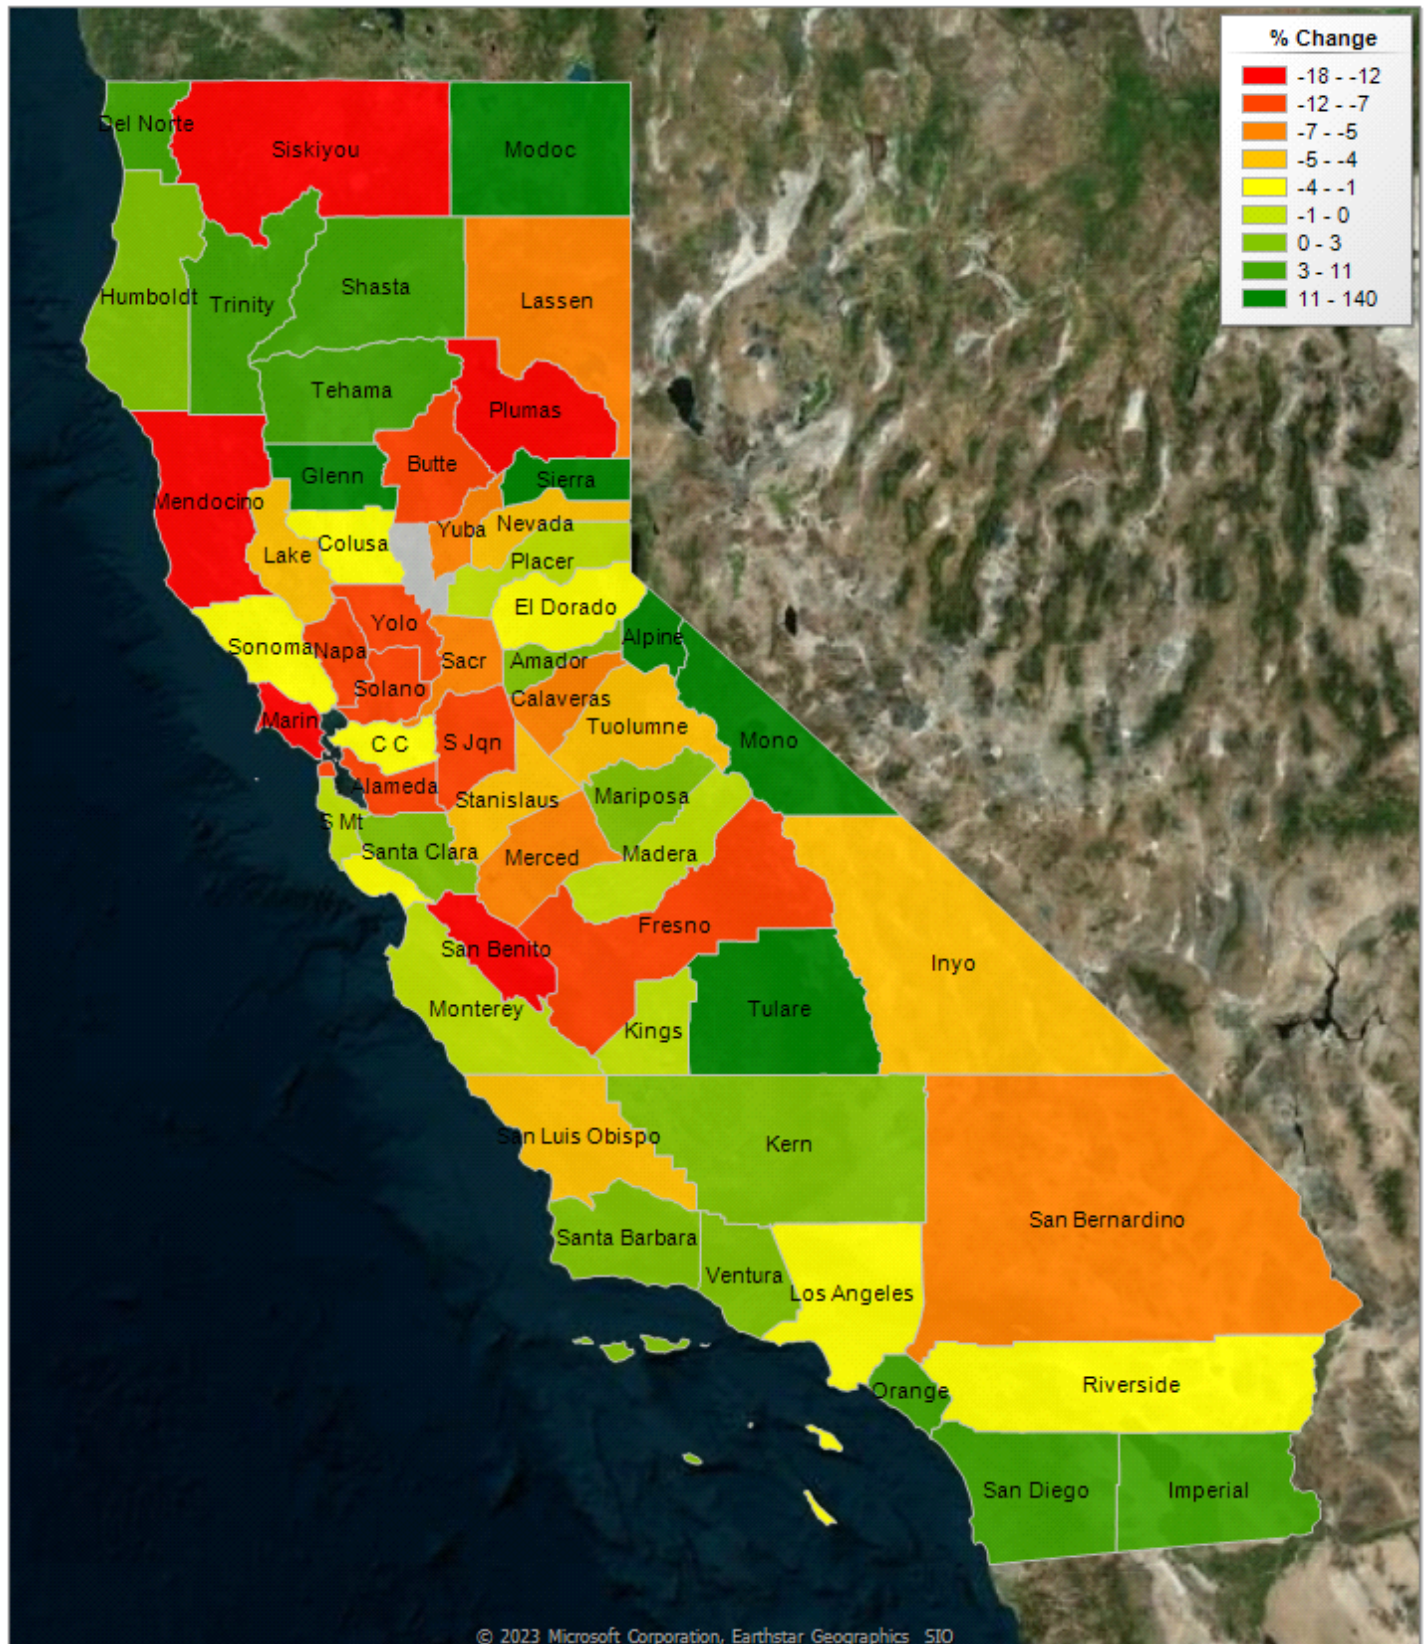 % Change
-18 - -12
-12 - -7
-7 - -5
-5 - -4
-4 - -1
-1 - 0
0 - 3
3 - 11
11 - 140
Del Norte
Siskiyou
Modoc
Humboldt
Trinity
Shasta
Lassen
Tehama
Plumas
Mendocino
Glenn
Butte
Sierra
Lake
Colusa
Yuba
Nevada
Placer
El Dorado
Sonoma
Napa
Yolo
Sacr
Amador
Alpine
Solano
Calaveras
Marin
C C
S Jqn
Tuolumne
Mono
Alameda
Stanislaus
Mariposa
S Mt
Santa Clara
Merced
Madera
San Benito
Fresno
Inyo
Monterey
Kings
Tulare
San Luis Obispo
Kern
Santa Barbara
San Bernardino
Ventura
Los Angeles
Orange
Riverside
San Diego
Imperial
© 2023 Microsoft Corporation, Earthstar Geographics SIO